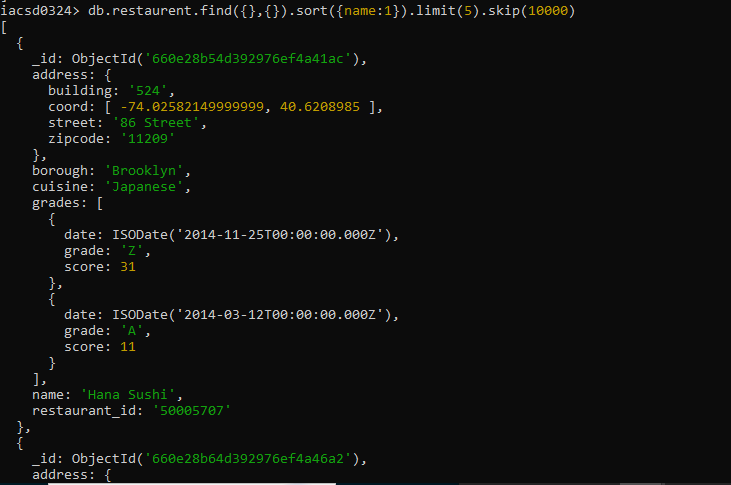 iacsd0324> db.restaurent.find({},{}).sort({name:1}).limit(5).skip(10000)
[
  {
    _id: ObjectId('660e28b54d392976ef4a41ac'),
    address: {
      building: '524',
      coord: [ -74.02582149999999, 40.6208985 ],
      street: '86 Street',
      zipcode: '11209'
    },
    borough: 'Brooklyn',
    cuisine: 'Japanese',
    grades: [
      {
        date: ISODate('2014-11-25T00:00:00.000Z'),
        grade: 'Z',
        score: 31
      },
      {
        date: ISODate('2014-03-12T00:00:00.000Z'),
        grade: 'A',
        score: 11
      }
    ],
    name: 'Hana Sushi',
    restaurant_id: '50005707'
  },
  {
    _id: ObjectId('660e28b64d392976ef4a46a2'),
    address: {